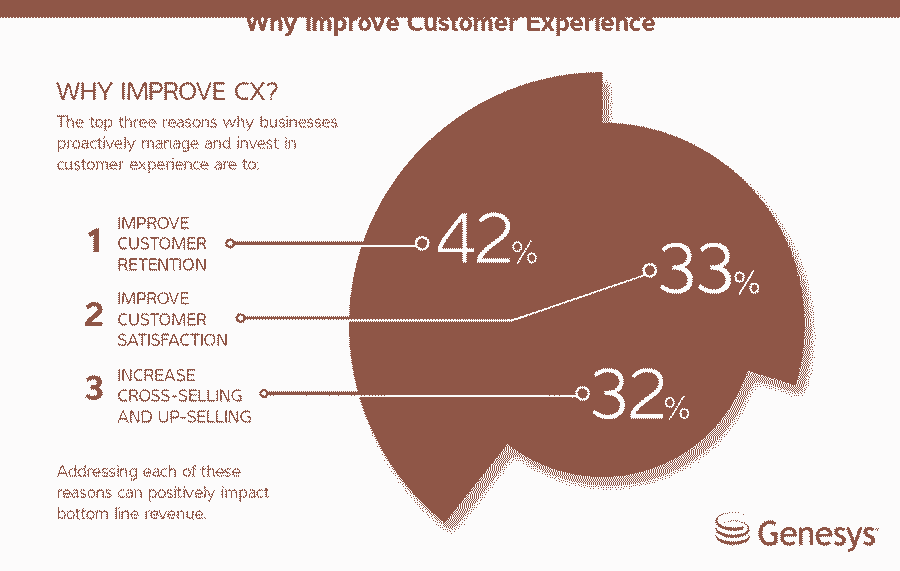 Why Improve Customer Experience
WHY IMPROVE CX?
The top three reasons why businesses
proactively manage and invest in
customer experience are to:
1 IMPROVE
CUSTOMER
RETENTION
42%
2 IMPROVE
CUSTOMER
SATISFACTION
33%
3 INCREASE
CROSS-SELLING
AND UP-SELLING
32%
Addressing each of these
reasons can positively impact
bottom line revenue.
Genesys